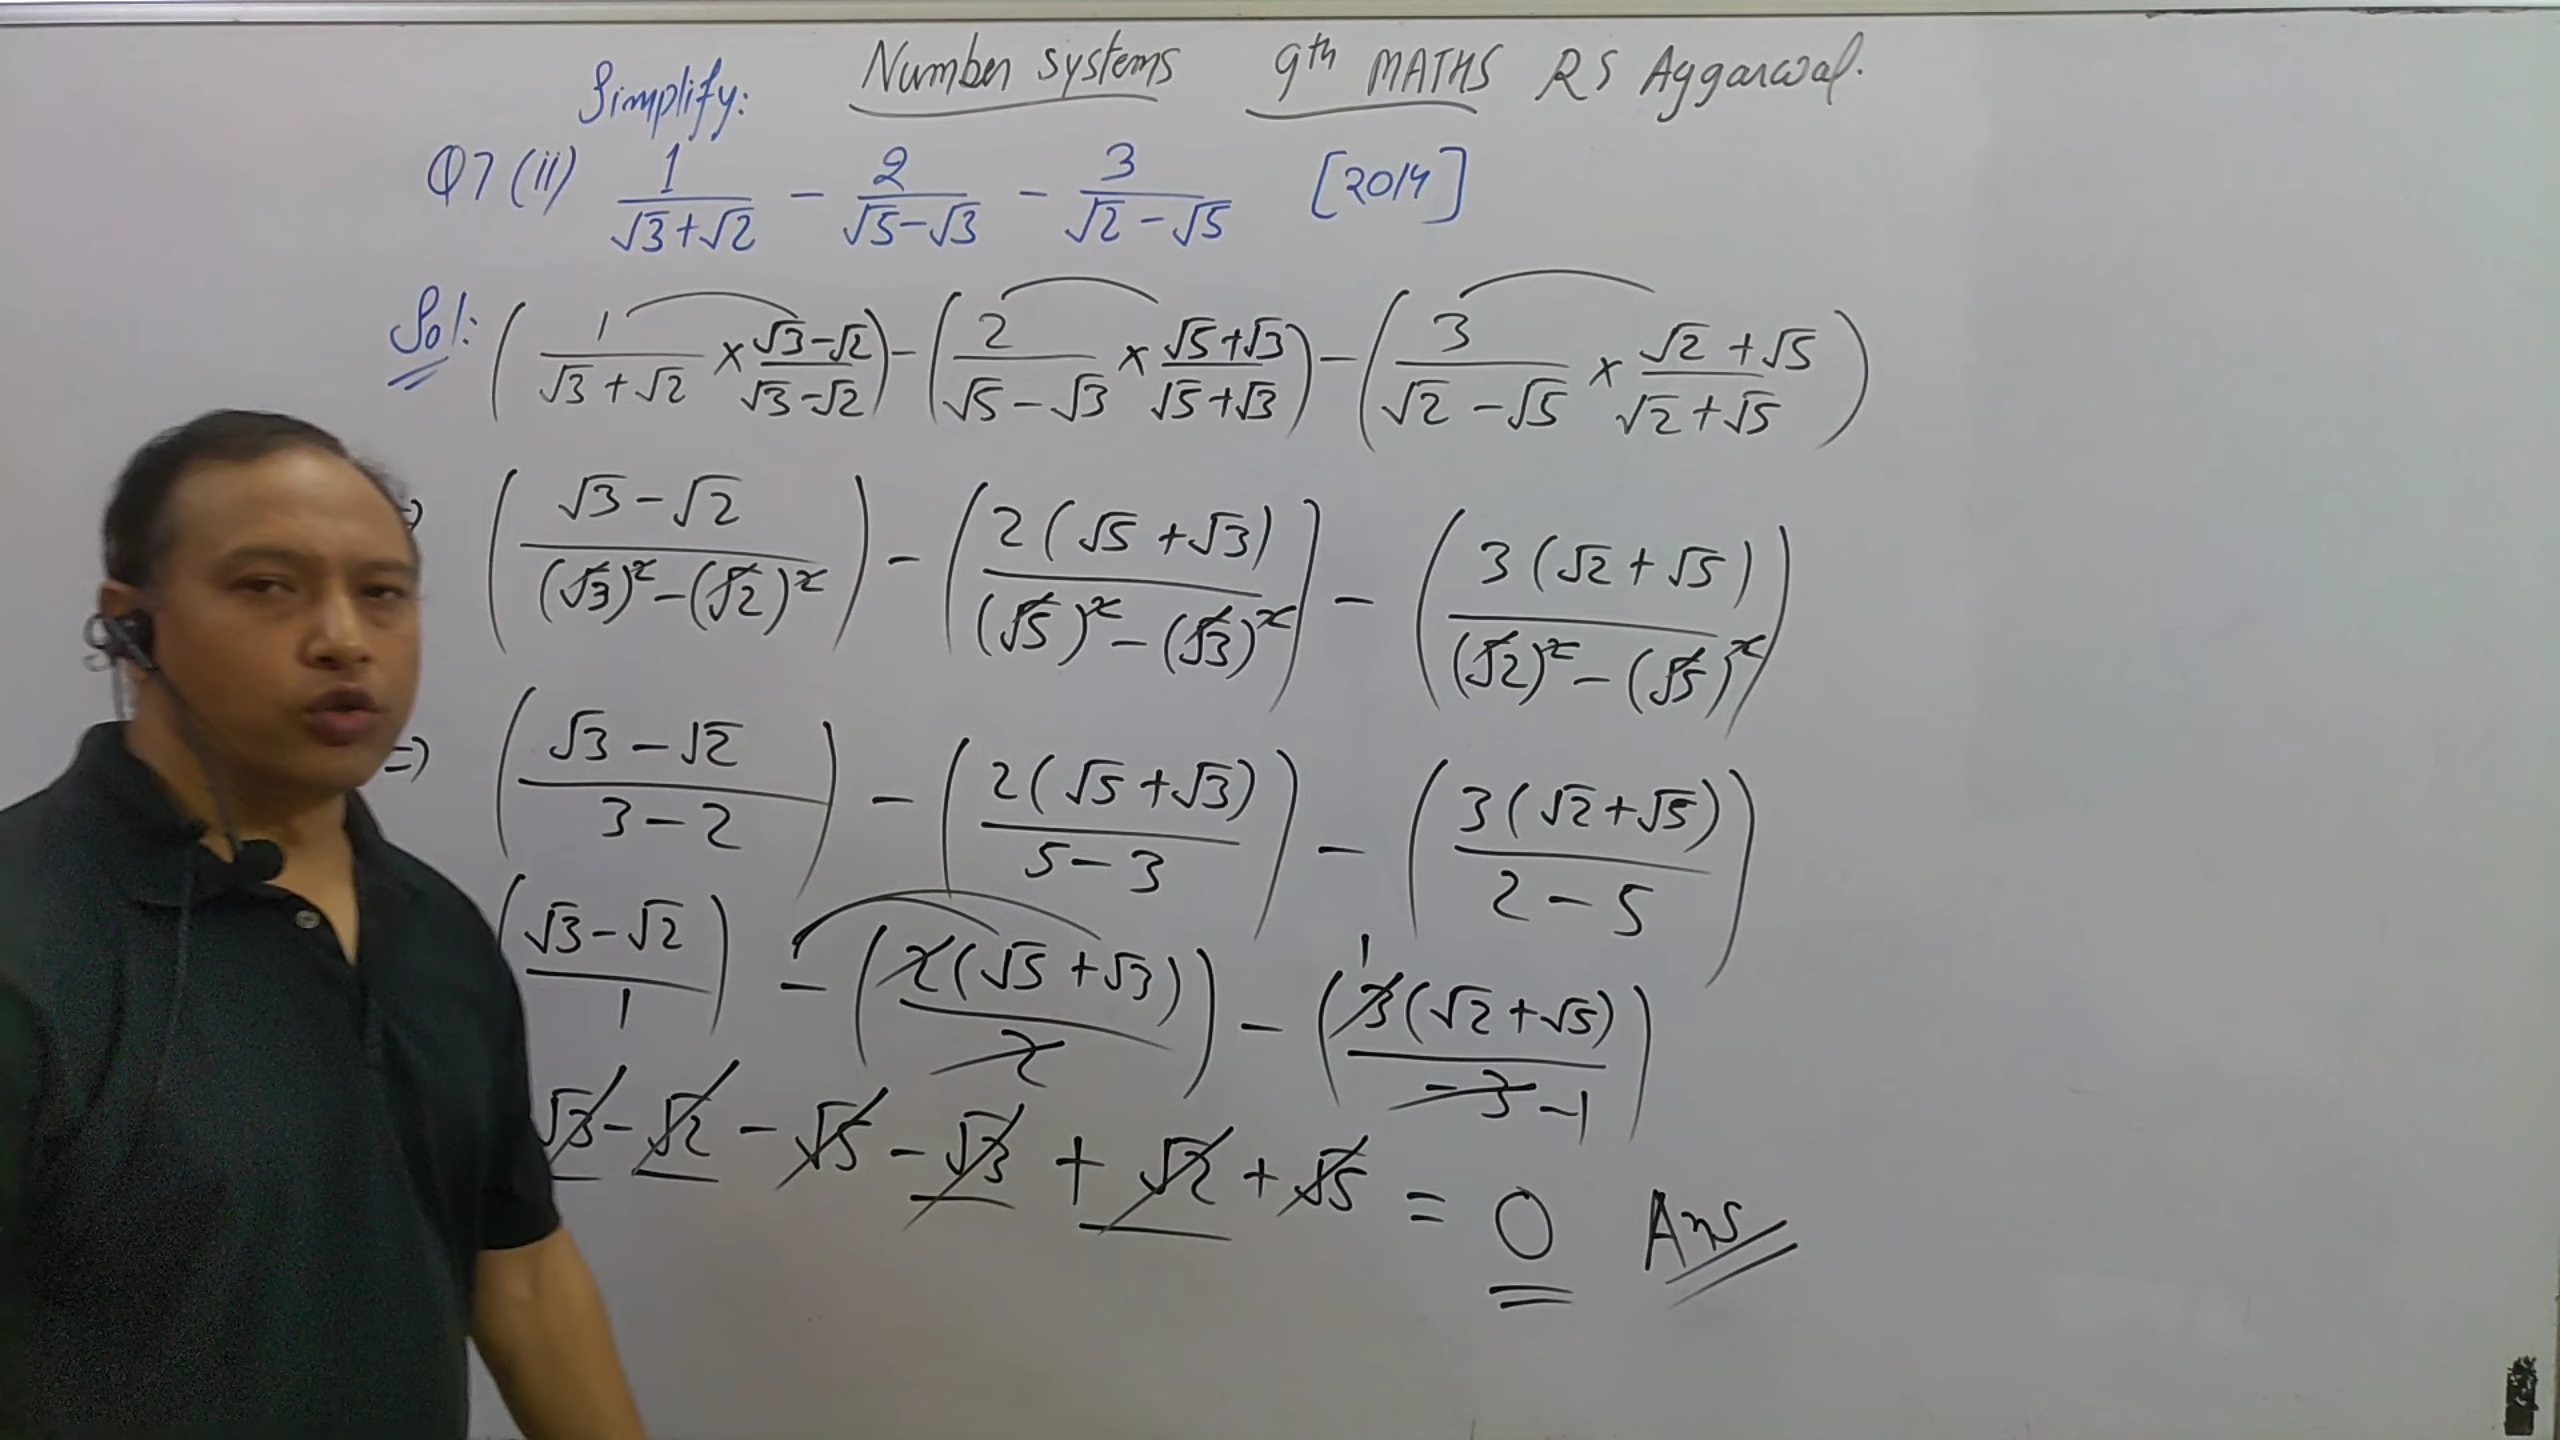 Number Systems 9th MATHS RS Aggarwal.
Simplify:
Q7 (ii) 1/(√3+√2) − 2/(√5−√3) − 3/(√2−√5) [2014]
Sol: (1/(√3+√2) × (√3−√2)/(√3−√2)) − (2/(√5−√3) × (√5+√3)/(√5+√3)) − (3/(√2−√5) × (√2+√5)/(√2+√5))
⇒ ((√3−√2)/((√3)²−(√2)²)) − (2(√5+√3)/((√5)²−(√3)²)) − (3(√2+√5)/((√2)²−(√5)²))
⇒ ((√3−√2)/(3−2)) − (2(√5+√3)/(5−3)) − (3(√2+√5)/(2−5))
((√3−√2)/1) − (2(√5+√3)/2) − (3(√2+√5)/−3) 1 −1
√3 − √2 − √5 − √3 + √2 + √5 = 0 Ans